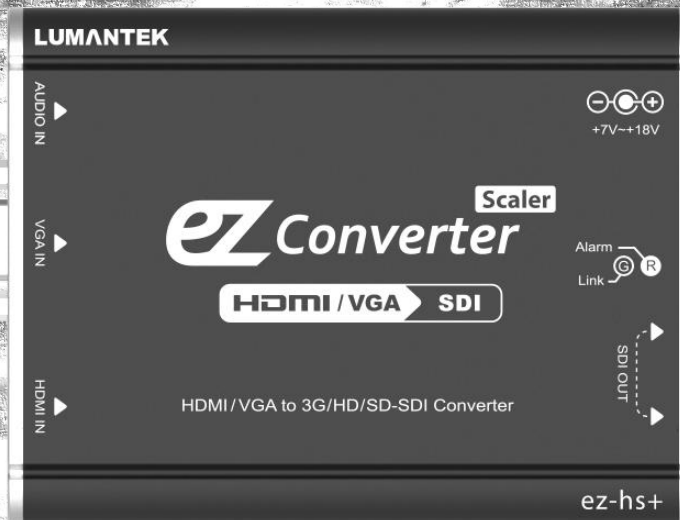 LUMANTEK
AUDIO IN
+7V~+18V
Scaler
ez Converter
VGA IN
Alarm
G R
Link
HDMI/VGA SDI
SDI OUT
HDMI IN
HDMI/VGA to 3G/HD/SD-SDI Converter
ez-hs+